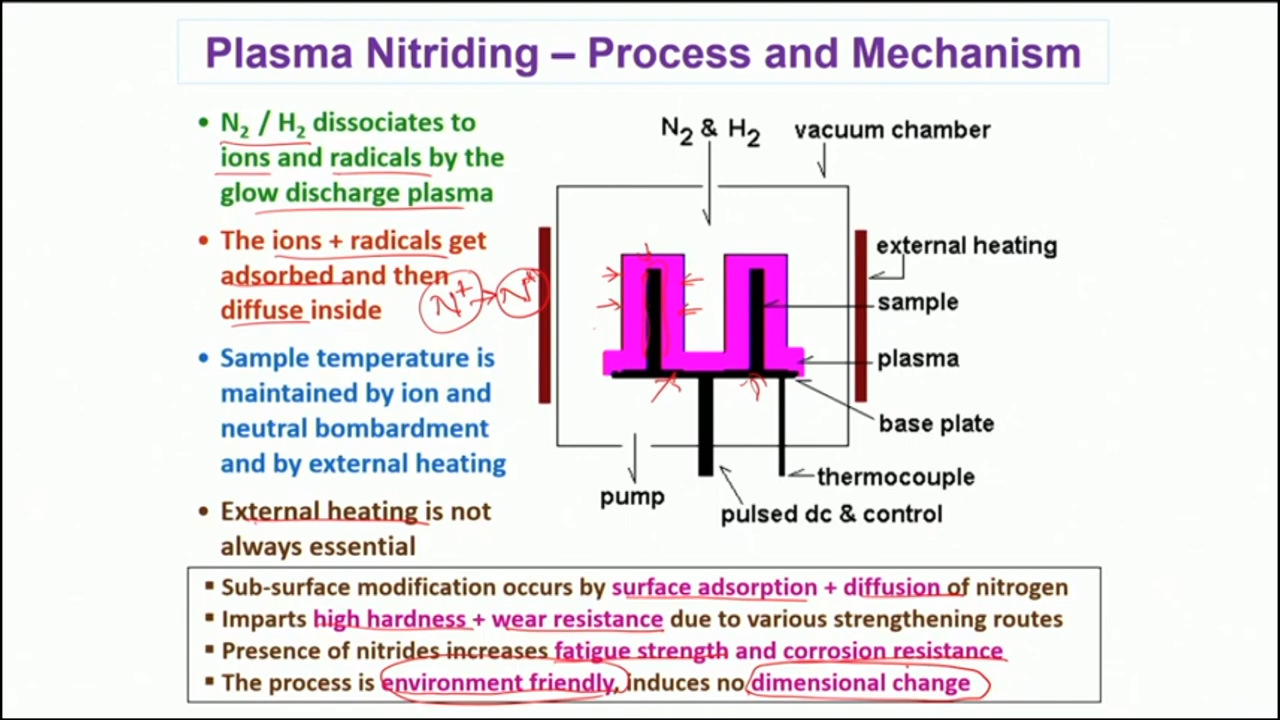 Plasma Nitriding – Process and Mechanism
• N₂ / H₂ dissociates to
ions and radicals by the
glow discharge plasma
• The ions + radicals get
adsorbed and then
diffuse inside
• Sample temperature is
maintained by ion and
neutral bombardment
and by external heating
• External heating is not
always essential
N₂ & H₂
vacuum chamber
external heating
sample
plasma
base plate
thermocouple
pulsed dc & control
pump
N⁺
▪ Sub-surface modification occurs by surface adsorption + diffusion of nitrogen
▪ Imparts high hardness + wear resistance due to various strengthening routes
▪ Presence of nitrides increases fatigue strength and corrosion resistance
▪ The process is environment friendly, induces no dimensional change